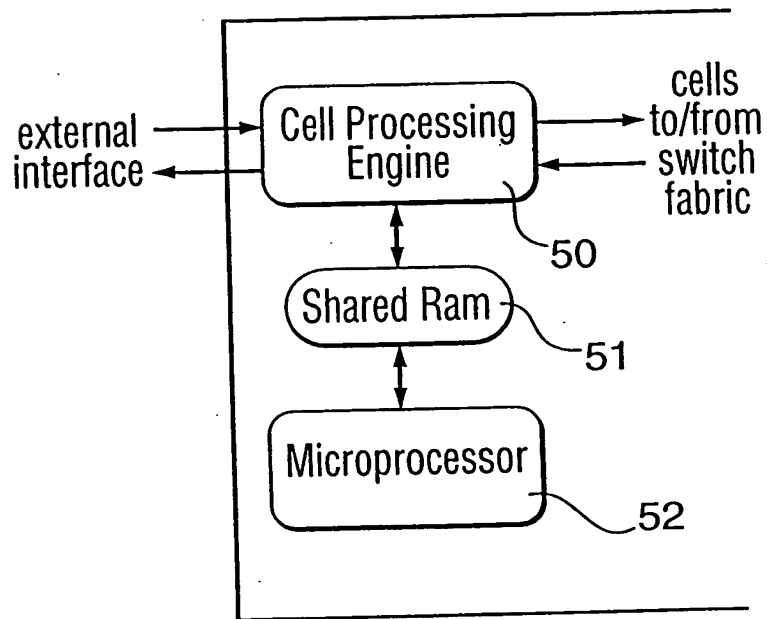 external
interface
Cell Processing
Engine
50
cells
to/from
switch
fabric
Shared Ram
51
Microprocessor
52